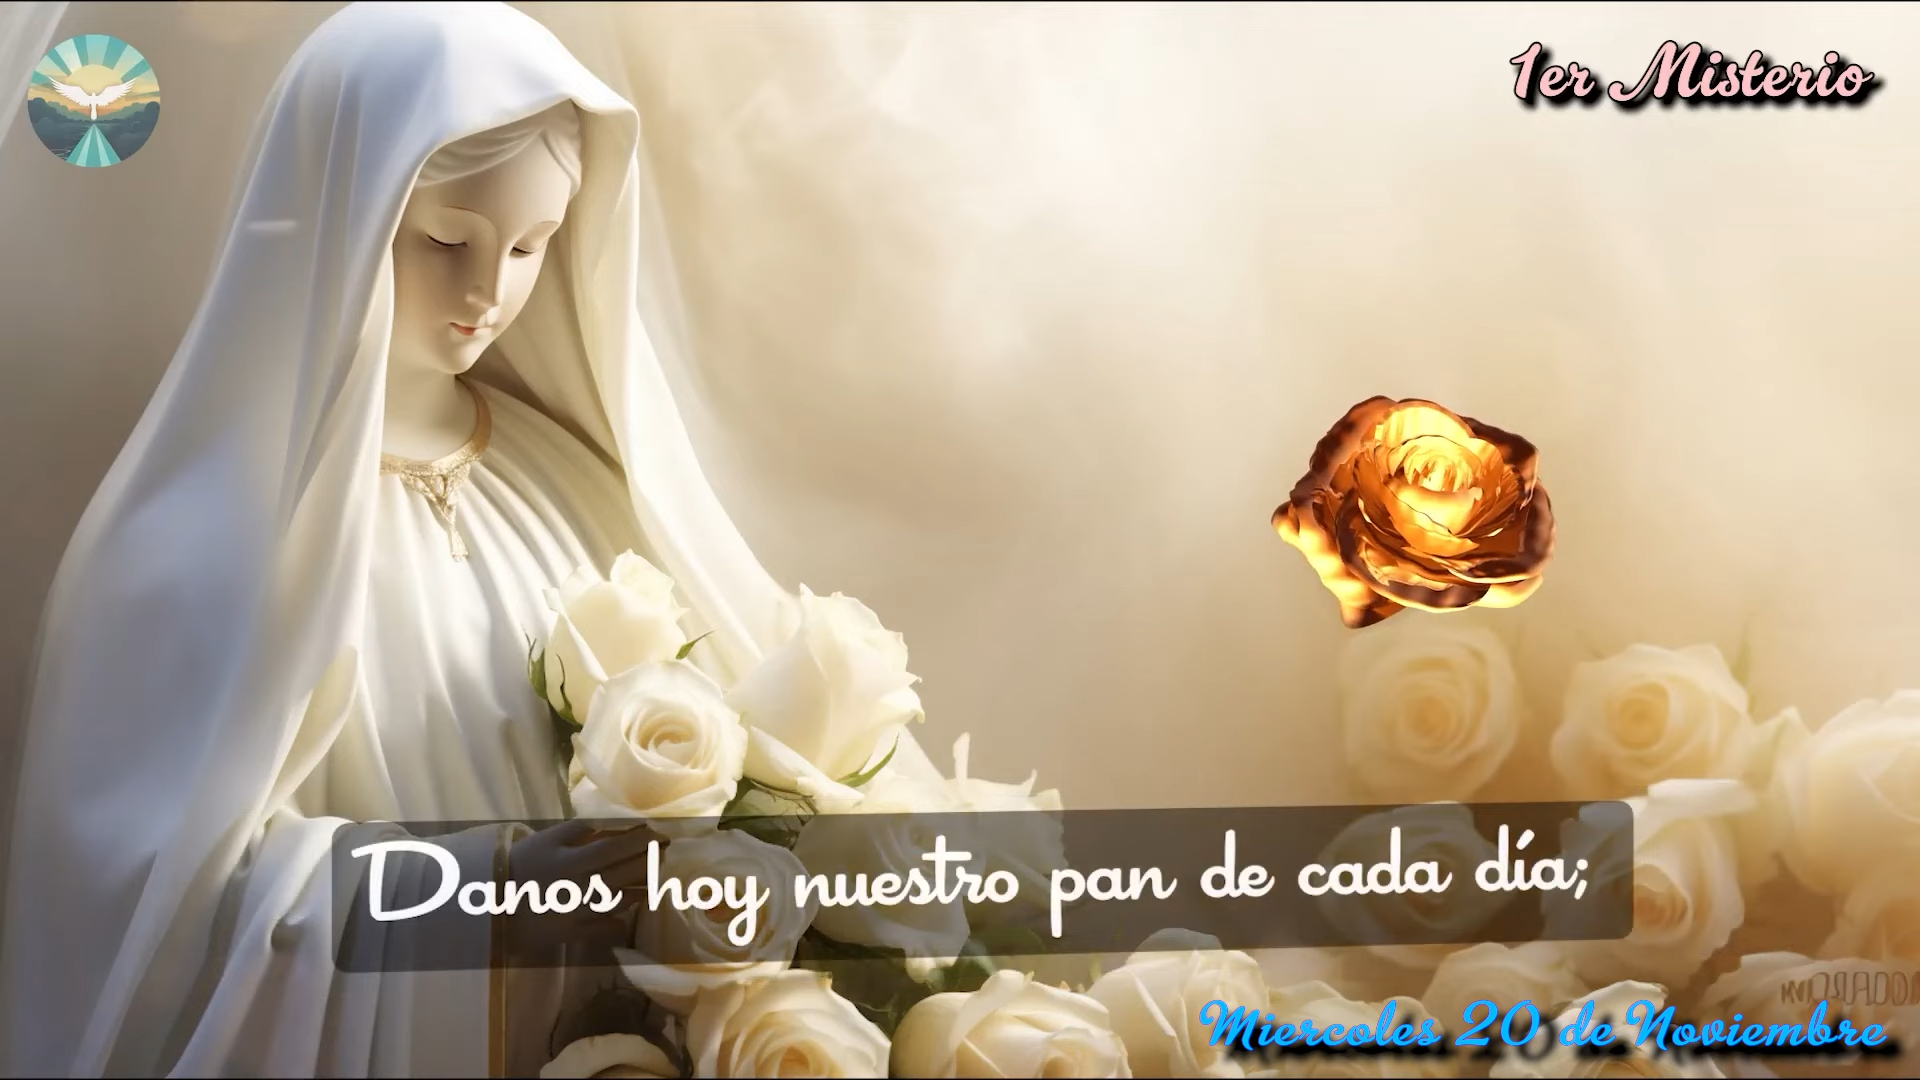 1er Misterio
Danos hoy nuestro pan de cada día;
Miercoles 20 de Noviembre